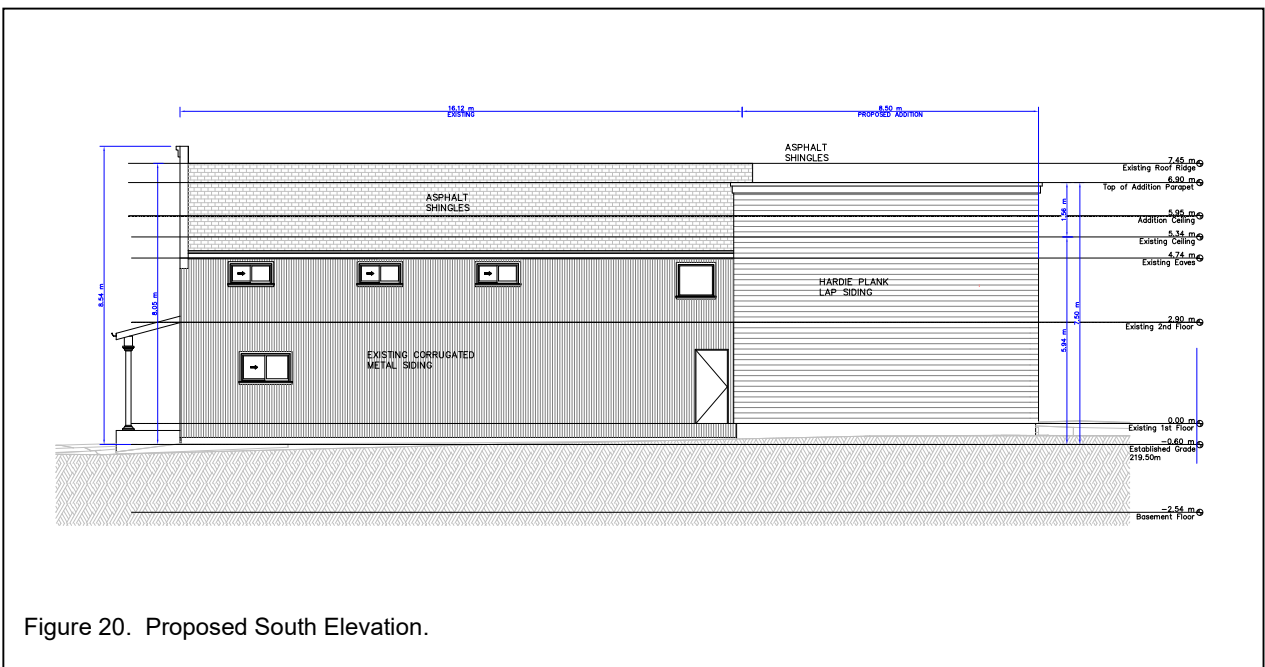 16.12 m
EXISTING
8.50 m
PROPOSED ADDITION
ASPHALT
SHINGLES
7.45 m
Existing Roof Ridge
6.90 m
Top of Addition Parapet
ASPHALT
SHINGLES
5.95 m
Addition Ceiling
1.56 m
5.34 m
Existing Ceiling
4.74 m
Existing Eaves
HARDIE PLANK
LAP SIDING
8.54 m
8.05 m
7.50 m
2.90 m
Existing 2nd Floor
5.94 m
EXISTING CORRUGATED
METAL SIDING
0.00 m
Existing 1st Floor
-0.60 m
Established Grade
219.50m
-2.54 m
Basement Floor
Figure 20. Proposed South Elevation.